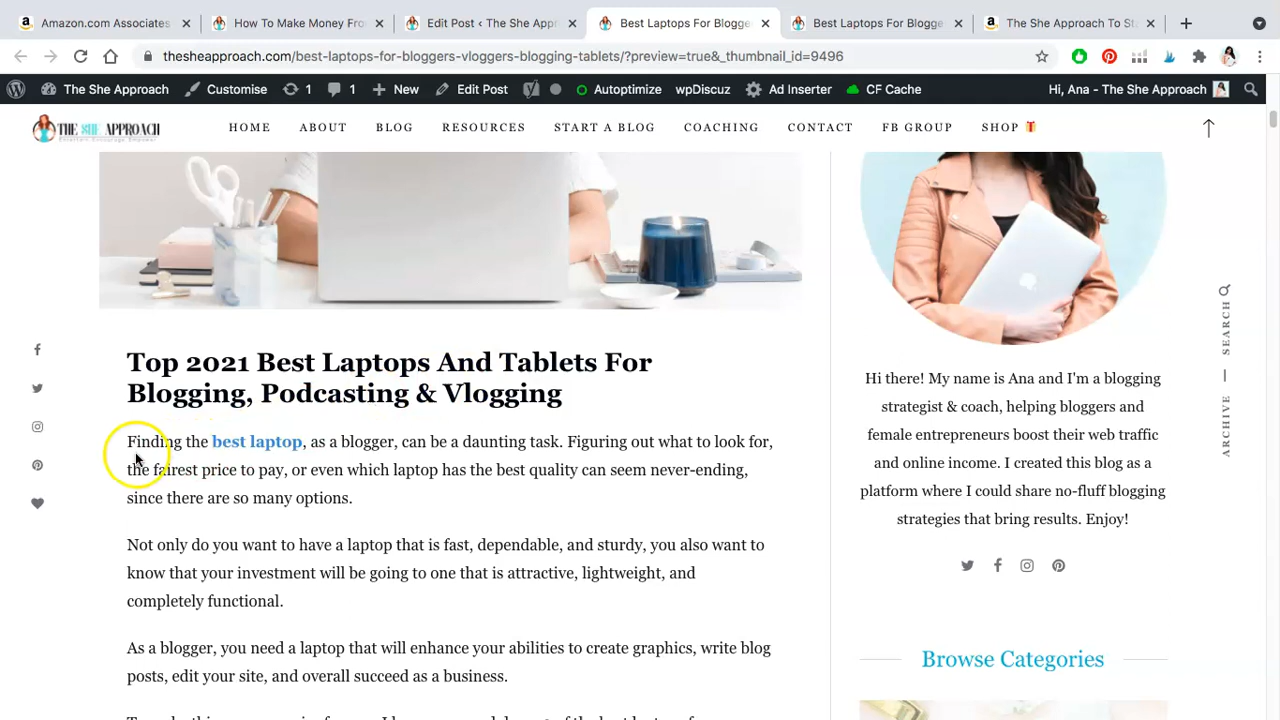 Amazon.com Associates
How To Make Money Fro
Edit Post ‹ The She Appr
Best Laptops For Blogge
Best Laptops For Blogge
The She Approach To St
thesheapproach.com/best-laptops-for-bloggers-vloggers-blogging-tablets/?preview=true&_thumbnail_id=9496
The She Approach
Customise
1
1
New
Edit Post
Autoptimize
wpDiscuz
Ad Inserter
CF Cache
Hi, Ana - The She Approach
THE SHE APPROACH
Entertain. Encourage. Empower.
HOME
ABOUT
BLOG
RESOURCES
START A BLOG
COACHING
CONTACT
FB GROUP
SHOP
Top 2021 Best Laptops And Tablets For
Blogging, Podcasting & Vlogging
Finding the best laptop, as a blogger, can be a daunting task. Figuring out what to look for,
the fairest price to pay, or even which laptop has the best quality can seem never-ending,
since there are so many options.
Not only do you want to have a laptop that is fast, dependable, and sturdy, you also want to
know that your investment will be going to one that is attractive, lightweight, and
completely functional.
As a blogger, you need a laptop that will enhance your abilities to create graphics, write blog
posts, edit your site, and overall succeed as a business.
Hi there! My name is Ana and I'm a blogging
strategist & coach, helping bloggers and
female entrepreneurs boost their web traffic
and online income. I created this blog as a
platform where I could share no-fluff blogging
strategies that bring results. Enjoy!
Browse Categories
SEARCH
ARCHIVE